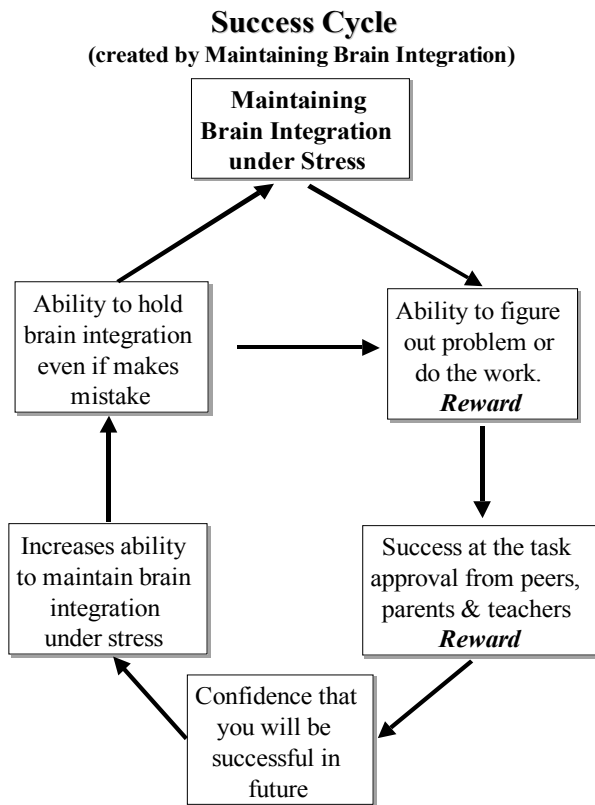 Success Cycle
(created by Maintaining Brain Integration)
Maintaining
Brain Integration
under Stress
Ability to hold
brain integration
even if makes
mistake
Ability to figure
out problem or
do the work.
Reward
Increases ability
to maintain brain
integration
under stress
Success at the task
approval from peers,
parents & teachers
Reward
Confidence that
you will be
successful in
future